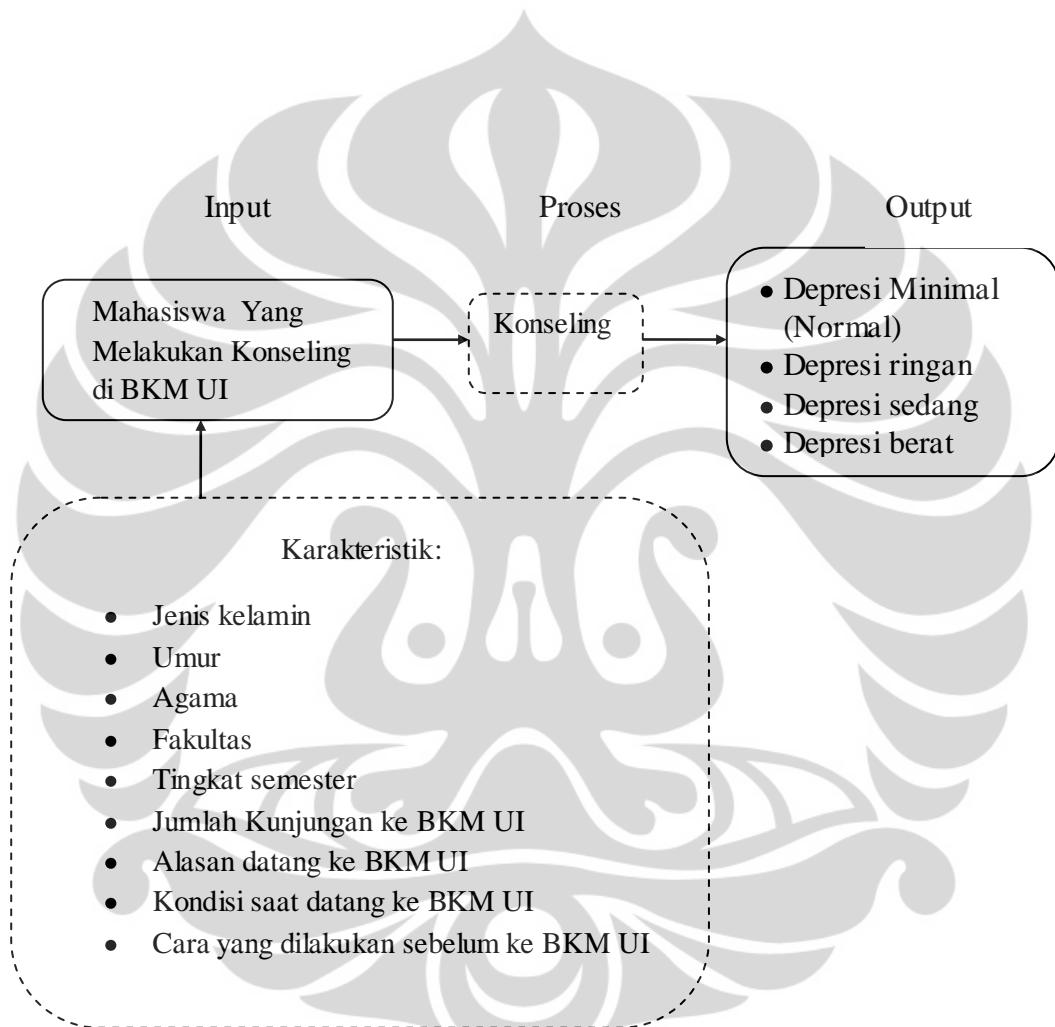 Input
Proses
Output
Mahasiswa Yang
Melakukan Konseling
di BKM UI
Konseling
● Depresi Minimal
(Normal)
● Depresi ringan
● Depresi sedang
● Depresi berat
Karakteristik:
● Jenis kelamin
● Umur
● Agama
● Fakultas
● Tingkat semester
● Jumlah Kunjungan ke BKM UI
● Alasan datang ke BKM UI
● Kondisi saat datang ke BKM UI
● Cara yang dilakukan sebelum ke BKM UI